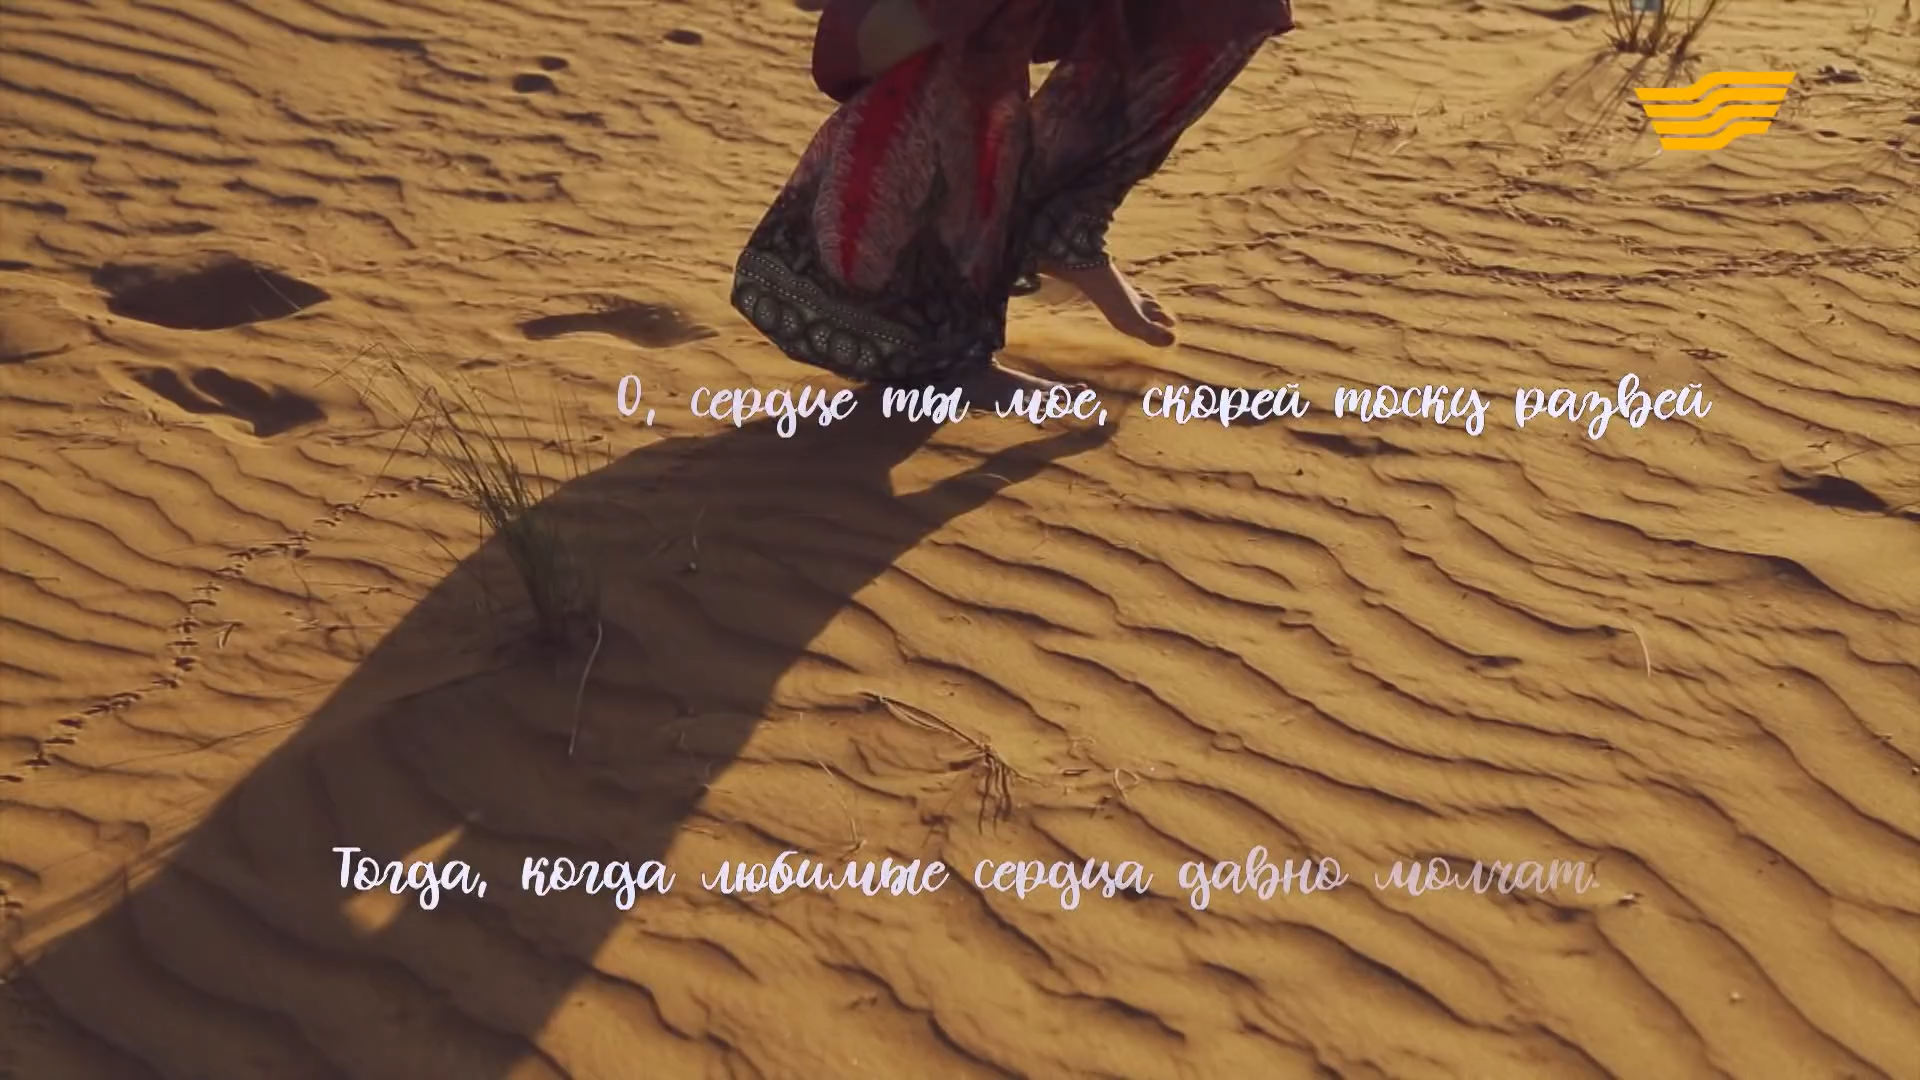 О, сердце ты мое, скорей тоску развей
Тогда, когда любимые сердца давно молчат.